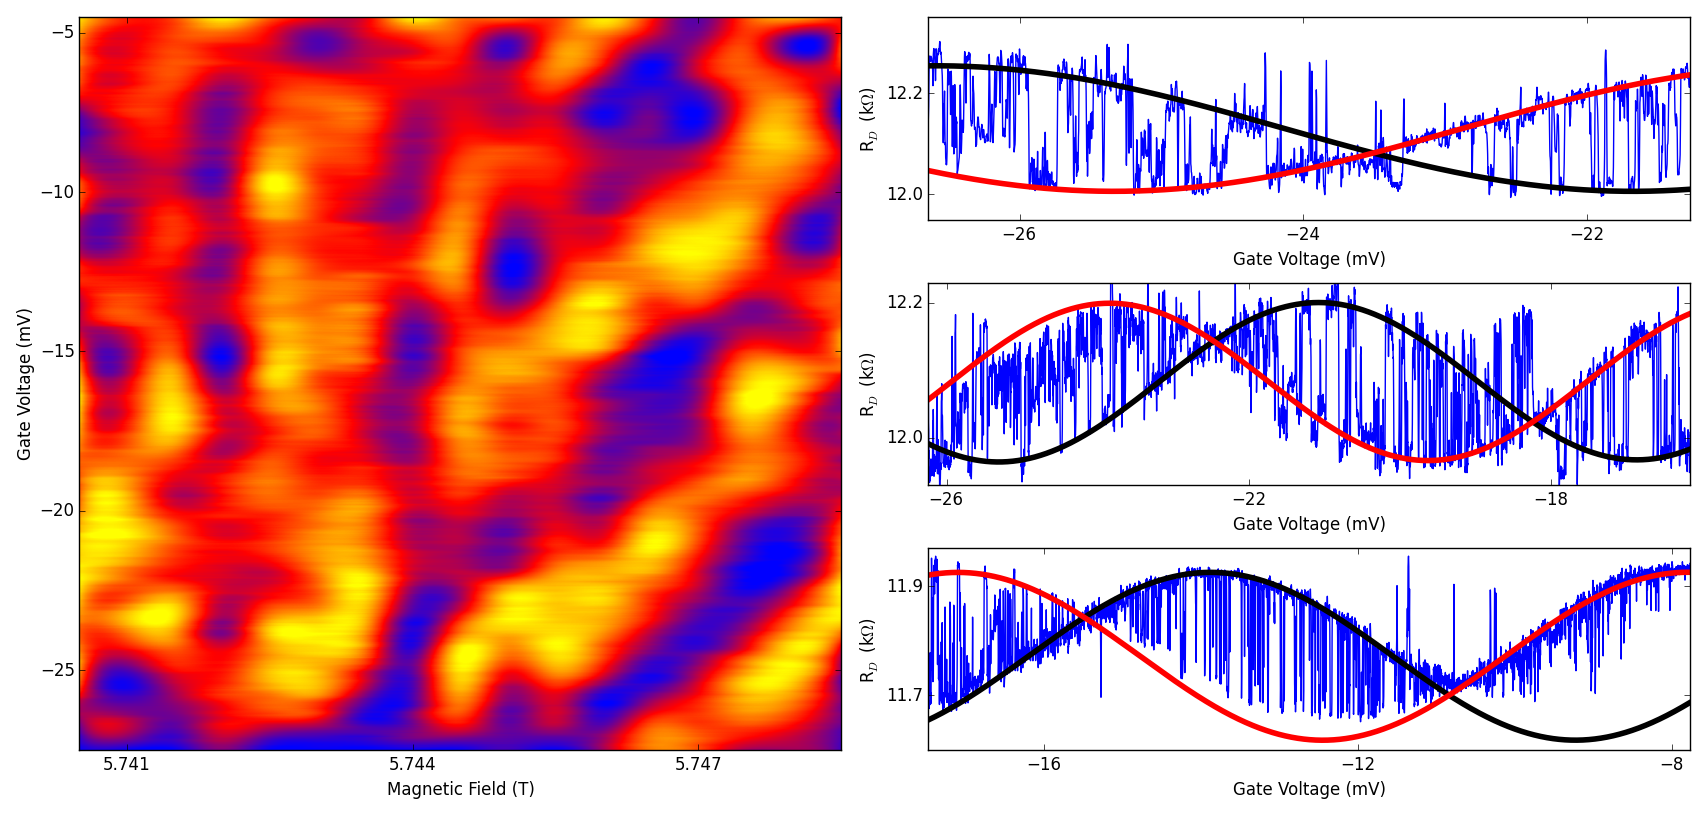 Gate Voltage (mV)
−5
−10
−15
−20
−25
5.741
5.744
5.747
Magnetic Field (T)
R_D (kΩ)
12.2
12.0
−26
−24
−22
Gate Voltage (mV)
R_D (kΩ)
12.2
12.0
−26
−22
−18
Gate Voltage (mV)
R_D (kΩ)
11.9
11.7
−16
−12
−8
Gate Voltage (mV)